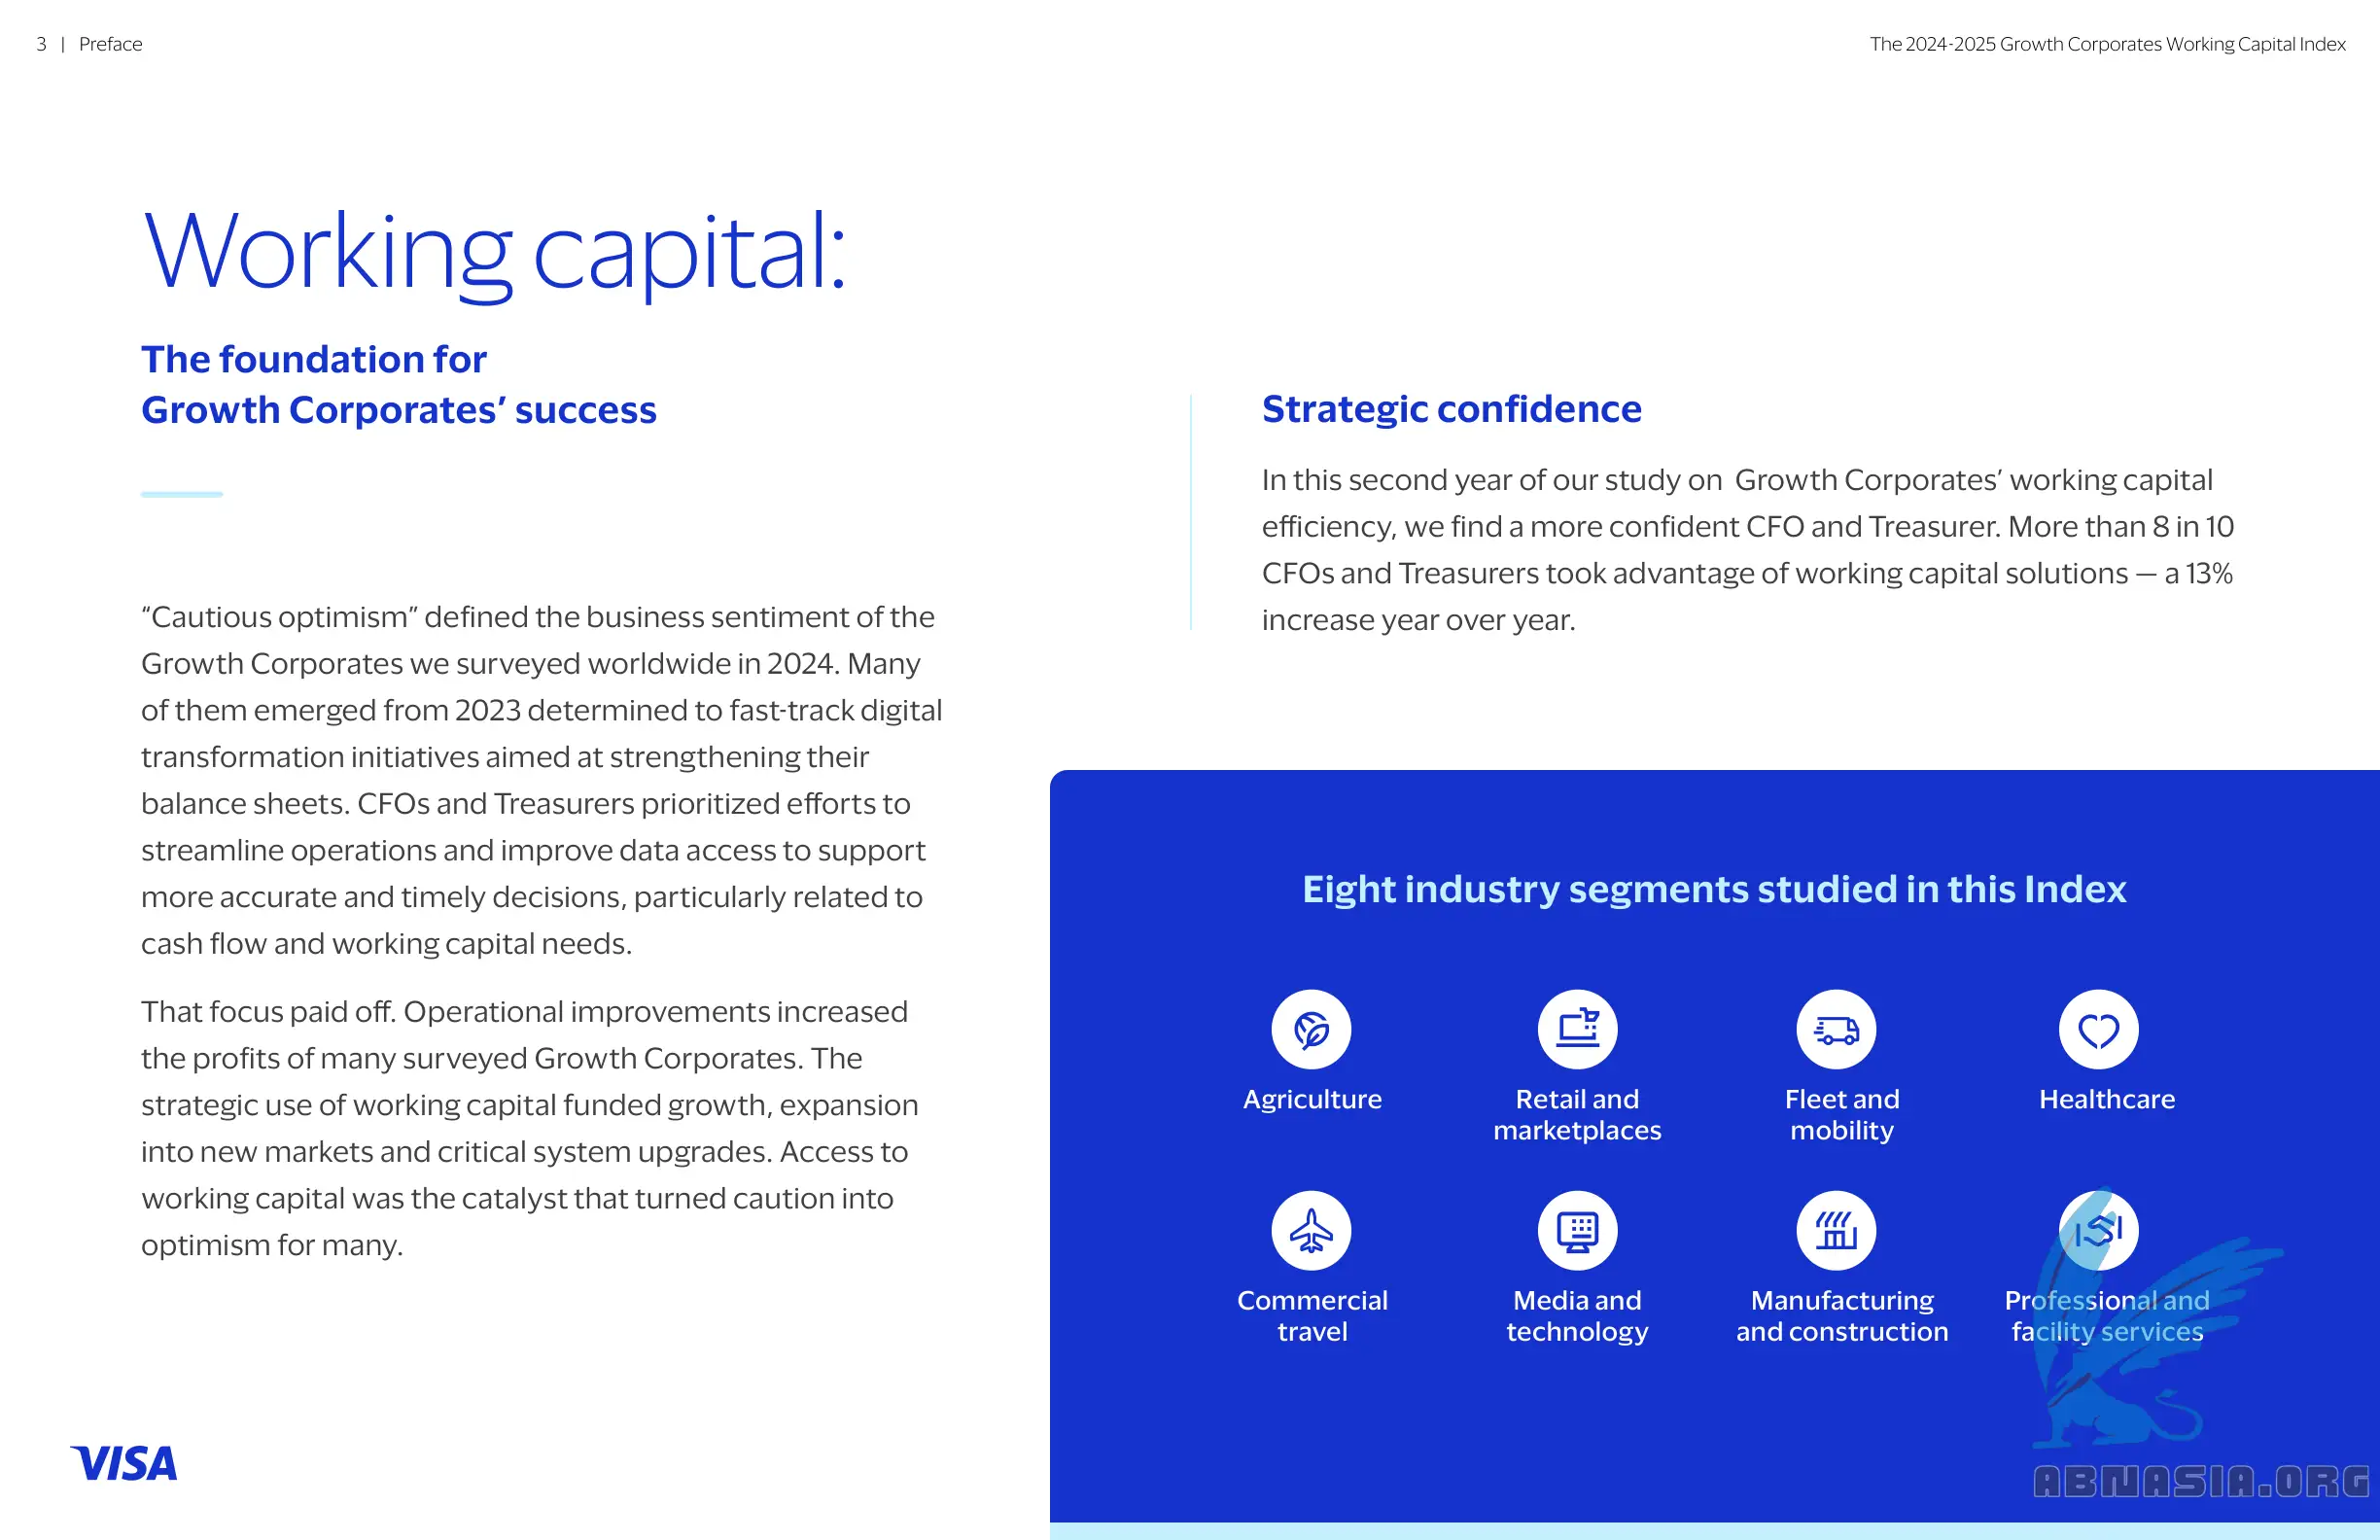 3 | Preface
The 2024-2025 Growth Corporates Working Capital Index
Working capital:
The foundation for
Growth Corporates’ success
“Cautious optimism” defined the business sentiment of the
Growth Corporates we surveyed worldwide in 2024. Many
of them emerged from 2023 determined to fast-track digital
transformation initiatives aimed at strengthening their
balance sheets. CFOs and Treasurers prioritized efforts to
streamline operations and improve data access to support
more accurate and timely decisions, particularly related to
cash flow and working capital needs.
That focus paid off. Operational improvements increased
the profits of many surveyed Growth Corporates. The
strategic use of working capital funded growth, expansion
into new markets and critical system upgrades. Access to
working capital was the catalyst that turned caution into
optimism for many.
Strategic confidence
In this second year of our study on  Growth Corporates’ working capital
efficiency, we find a more confident CFO and Treasurer. More than 8 in 10
CFOs and Treasurers took advantage of working capital solutions — a 13%
increase year over year.
Eight industry segments studied in this Index
Agriculture
Retail and
marketplaces
Fleet and
mobility
Healthcare
Commercial
travel
Media and
technology
Manufacturing
and construction
Professional and
facility services
VISA
ABNASIA.ORG